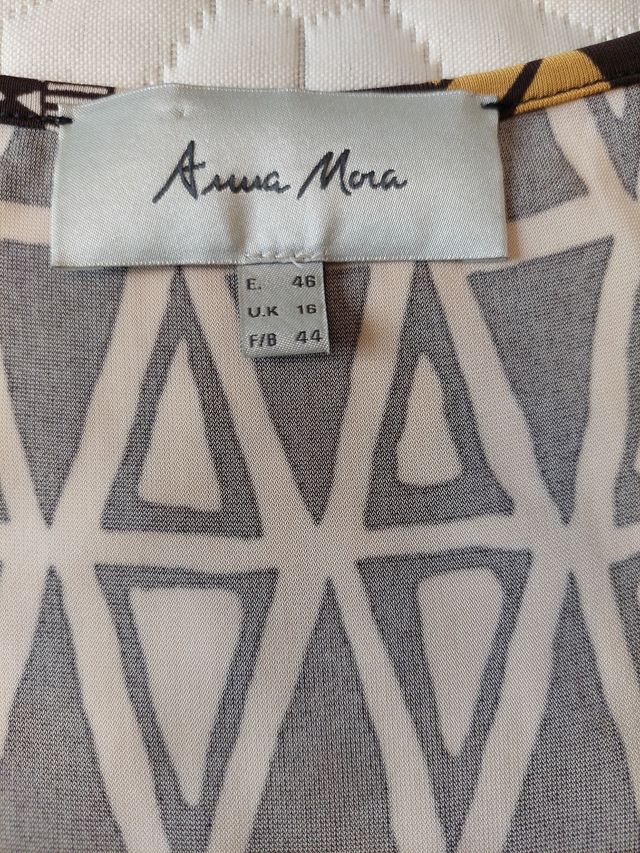 Anna Mora
E. 46
U.K 16
F/B 44